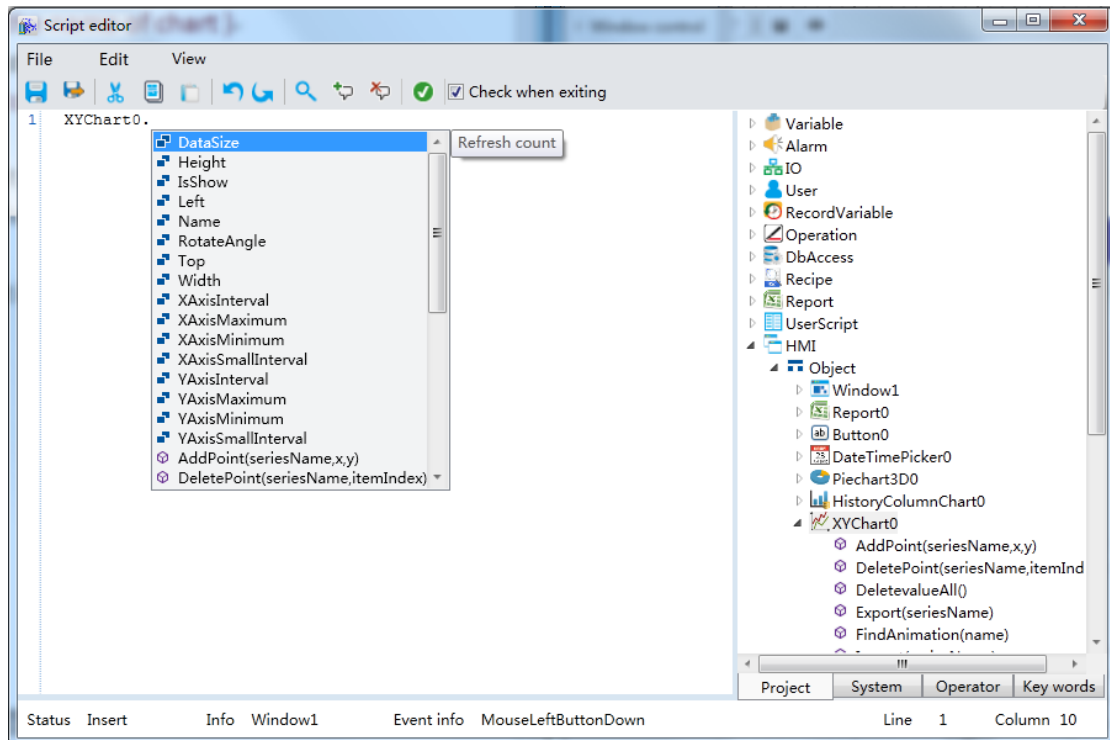 Script editor
File Edit View
Check when exiting
1 XYChart0.
DataSize
Refresh count
Height
IsShow
Left
Name
RotateAngle
Top
Width
XAxisInterval
XAxisMaximum
XAxisMinimum
XAxisSmallInterval
YAxisInterval
YAxisMaximum
YAxisMinimum
YAxisSmallInterval
AddPoint(seriesName,x,y)
DeletePoint(seriesName,itemIndex)
Variable
Alarm
IO
User
RecordVariable
Operation
DbAccess
Recipe
Report
UserScript
HMI
Object
Window1
Report0
Button0
DateTimePicker0
Piechart3D0
HistoryColumnChart0
XYChart0
AddPoint(seriesName,x,y)
DeletePoint(seriesName,itemInd
DeletevalueAll()
Export(seriesName)
FindAnimation(name)
Project System Operator Key words
Status Insert Info Window1 Event info MouseLeftButtonDown Line 1 Column 10